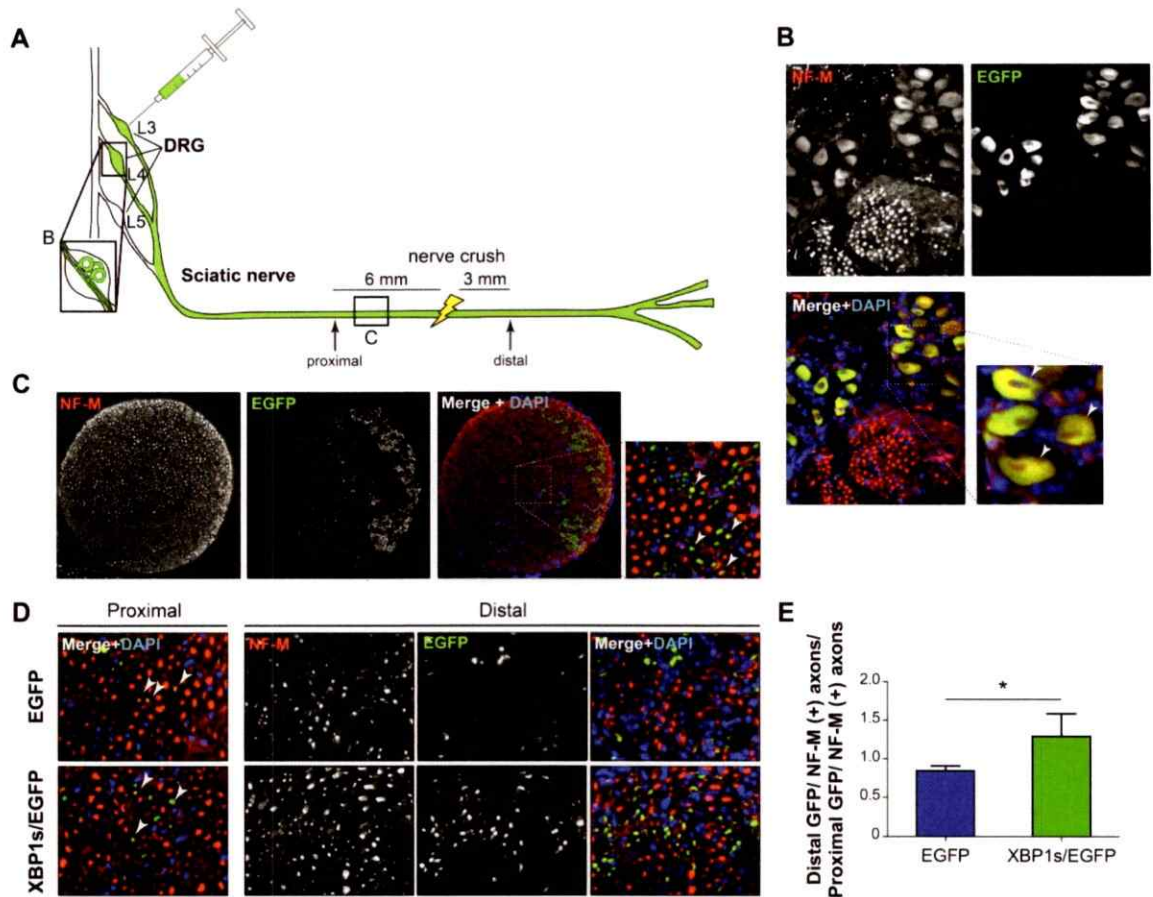 A
L3
DRG
L4
L5
B
Sciatic nerve
nerve crush
6 mm
3 mm
C
proximal
distal
B
NF-M
EGFP
Merge+DAPI
C
NF-M
EGFP
Merge + DAPI
D
Proximal
Distal
Merge+DAPI
NF-M
EGFP
Merge+DAPI
EGFP
XBP1s/EGFP
E
Distal GFP/ NF-M (+) axons/
Proximal GFP/ NF-M (+) axons
2.0
1.5
1.0
0.5
0
*
EGFP
XBP1s/EGFP